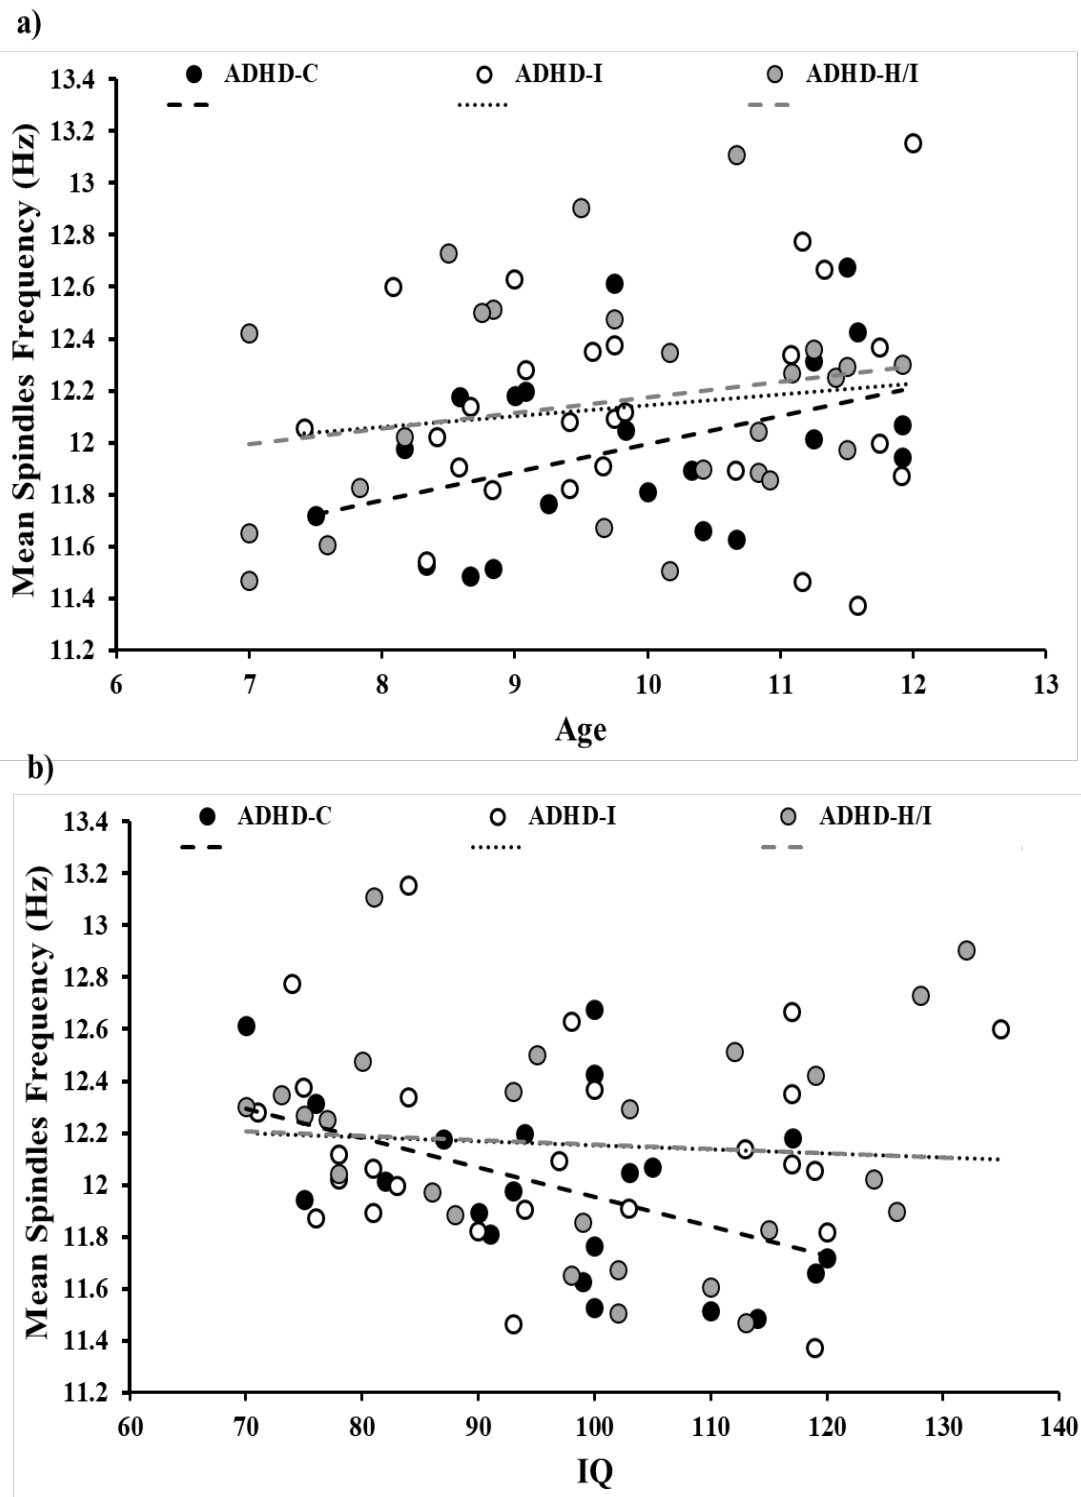 a)
ADHD-C ADHD-I ADHD-H/I
13.4
13.2
13
12.8
12.6
12.4
12.2
12
11.8
11.6
11.4
11.2
Mean Spindles Frequency (Hz)
6 7 8 9 10 11 12 13
Age
b)
ADHD-C ADHD-I ADHD-H/I
13.4
13.2
13
12.8
12.6
12.4
12.2
12
11.8
11.6
11.4
11.2
Mean Spindles Frequency (Hz)
60 70 80 90 100 110 120 130 140
IQ